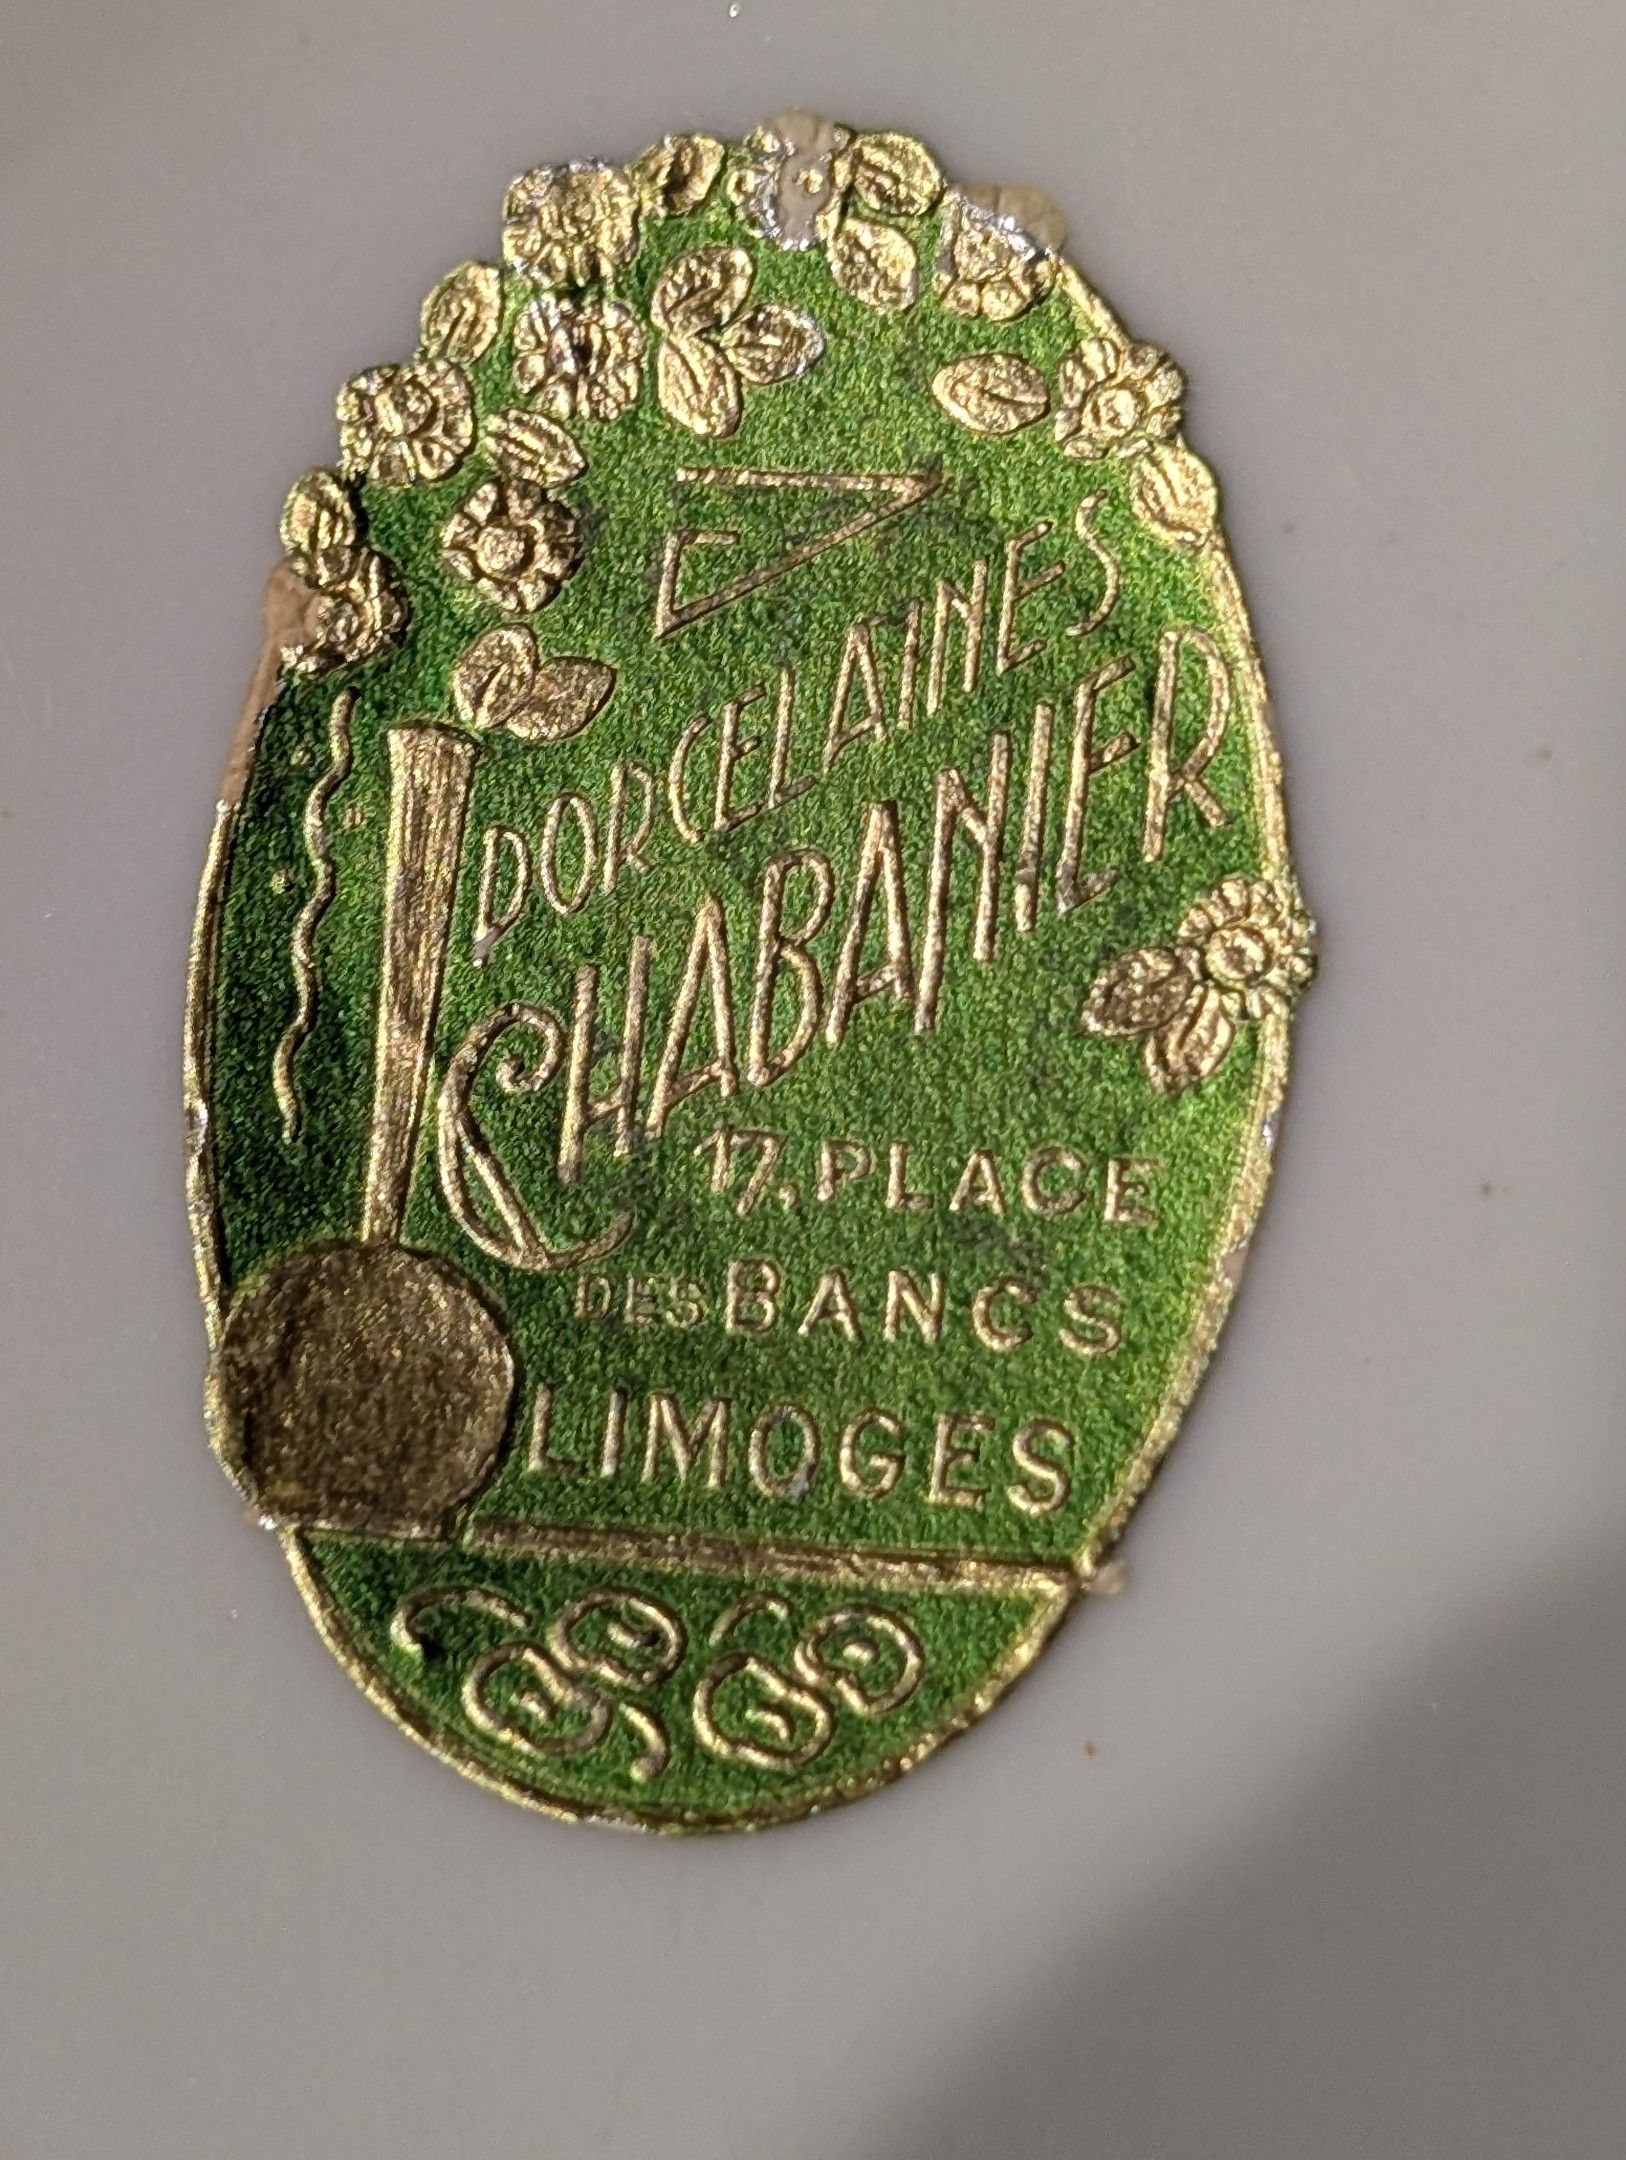 PORCELAINES
CHABANIER
17, PLACE
DES BANCS
LIMOGES